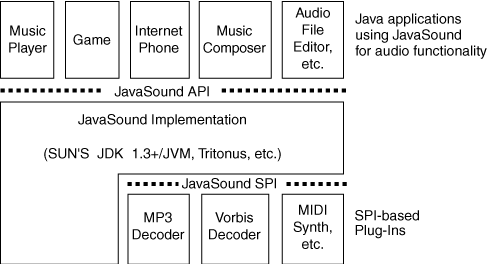 Music
Player
Game
Internet
Phone
Music
Composer
Audio
File
Editor,
etc.
Java applications
using JavaSound
for audio functionality
JavaSound API
JavaSound Implementation
(SUN'S JDK 1.3+/JVM, Tritonus, etc.)
JavaSound SPI
MP3
Decoder
Vorbis
Decoder
MIDI
Synth,
etc.
SPI-based
Plug-Ins